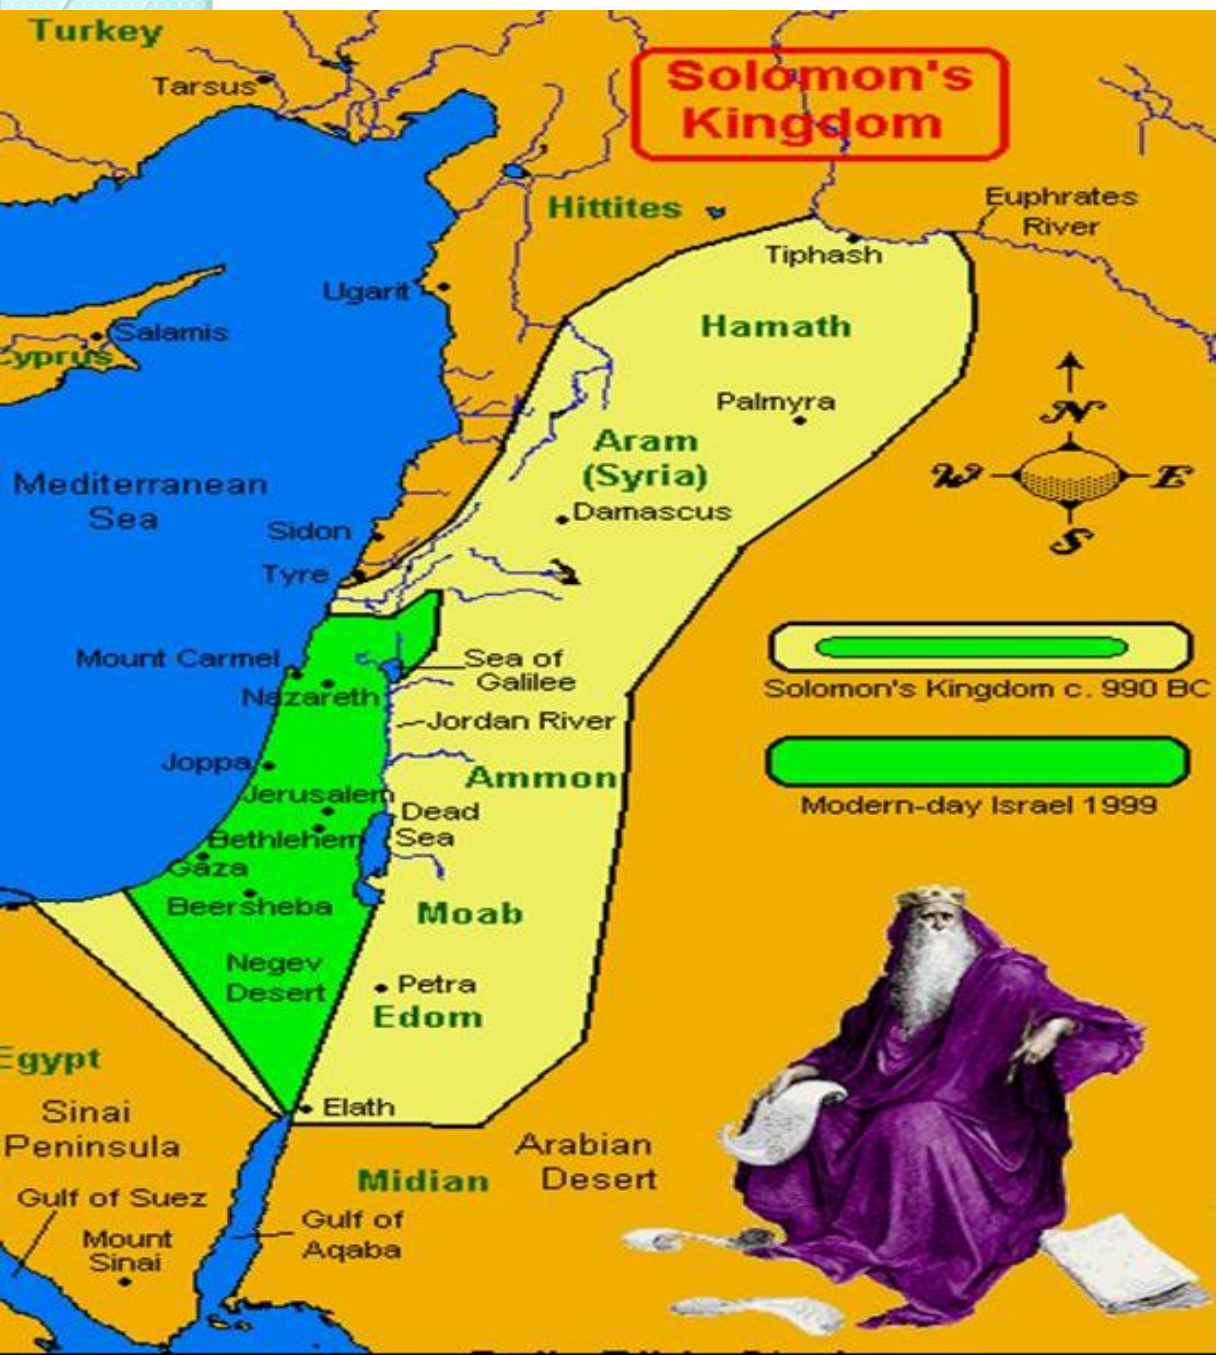 Turkey
Tarsus
Solomon's
Kingdom
Hittites
Euphrates
River
Tiphash
Ugarit
Salamis
Cyprus
Hamath
Palmyra
N
Aram
(Syria)
W
E
Mediterranean
Sea
Damascus
Sidon
S
Tyre
Mount Carmel
Sea of
Galilee
Nazareth
Solomon's Kingdom c. 990 BC
Jordan River
Joppa
Ammon
Jerusalem
Modern-day Israel 1999
Dead
Sea
Bethlehem
Gaza
Beersheba
Moab
Negev
Desert
Petra
Edom
Egypt
Sinai
Peninsula
Elath
Arabian
Desert
Midian
Gulf of Suez
Gulf of
Aqaba
Mount
Sinai